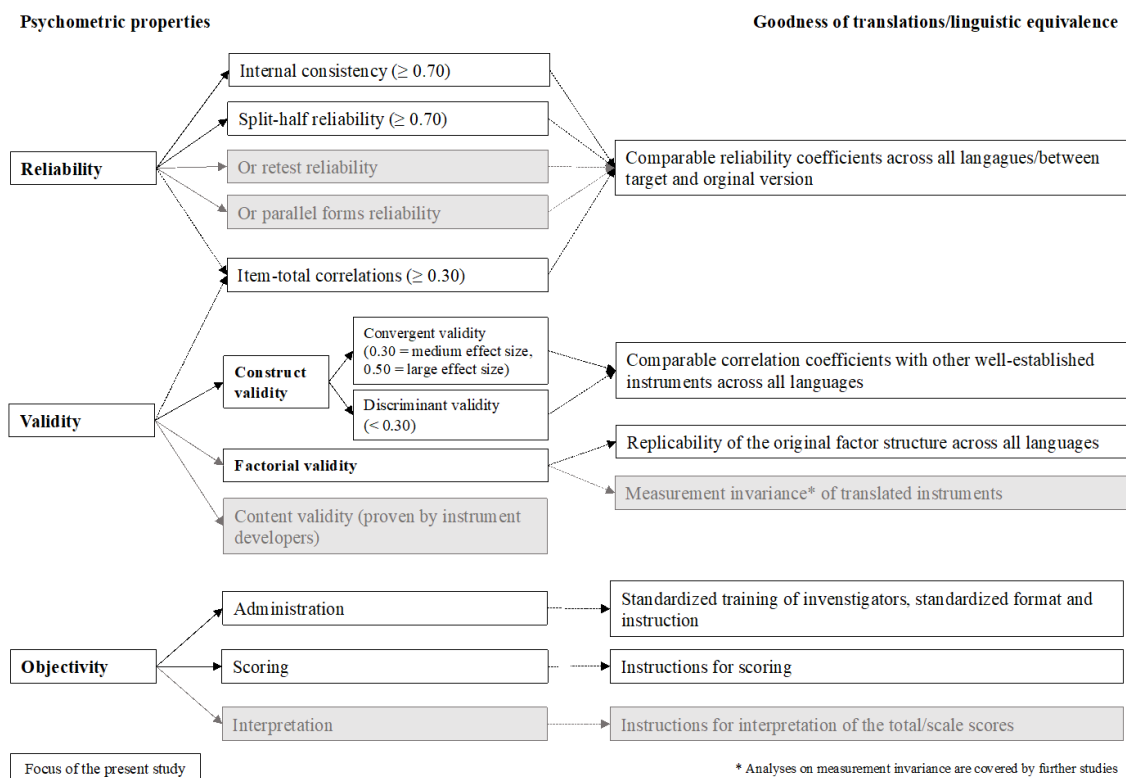 Psychometric properties
Goodness of translations/linguistic equivalence
Internal consistency (≥ 0.70)
Split-half reliability (≥ 0.70)
Reliability
Or retest reliability
Or parallel forms reliability
Item-total correlations (≥ 0.30)
Comparable reliability coefficients across all langagues/between
target and orginal version
Validity
Construct
validity
Convergent validity
(0.30 = medium effect size,
0.50 = large effect size)
Discriminant validity
(< 0.30)
Comparable correlation coefficients with other well-established
instruments across all languages
Factorial validity
Replicability of the original factor structure across all languages
Measurement invariance* of translated instruments
Content validity (proven by instrument
developers)
Objectivity
Administration
Standardized training of invenstigators, standardized format and
instruction
Scoring
Instructions for scoring
Interpretation
Instructions for interpretation of the total/scale scores
Focus of the present study
* Analyses on measurement invariance are covered by further studies